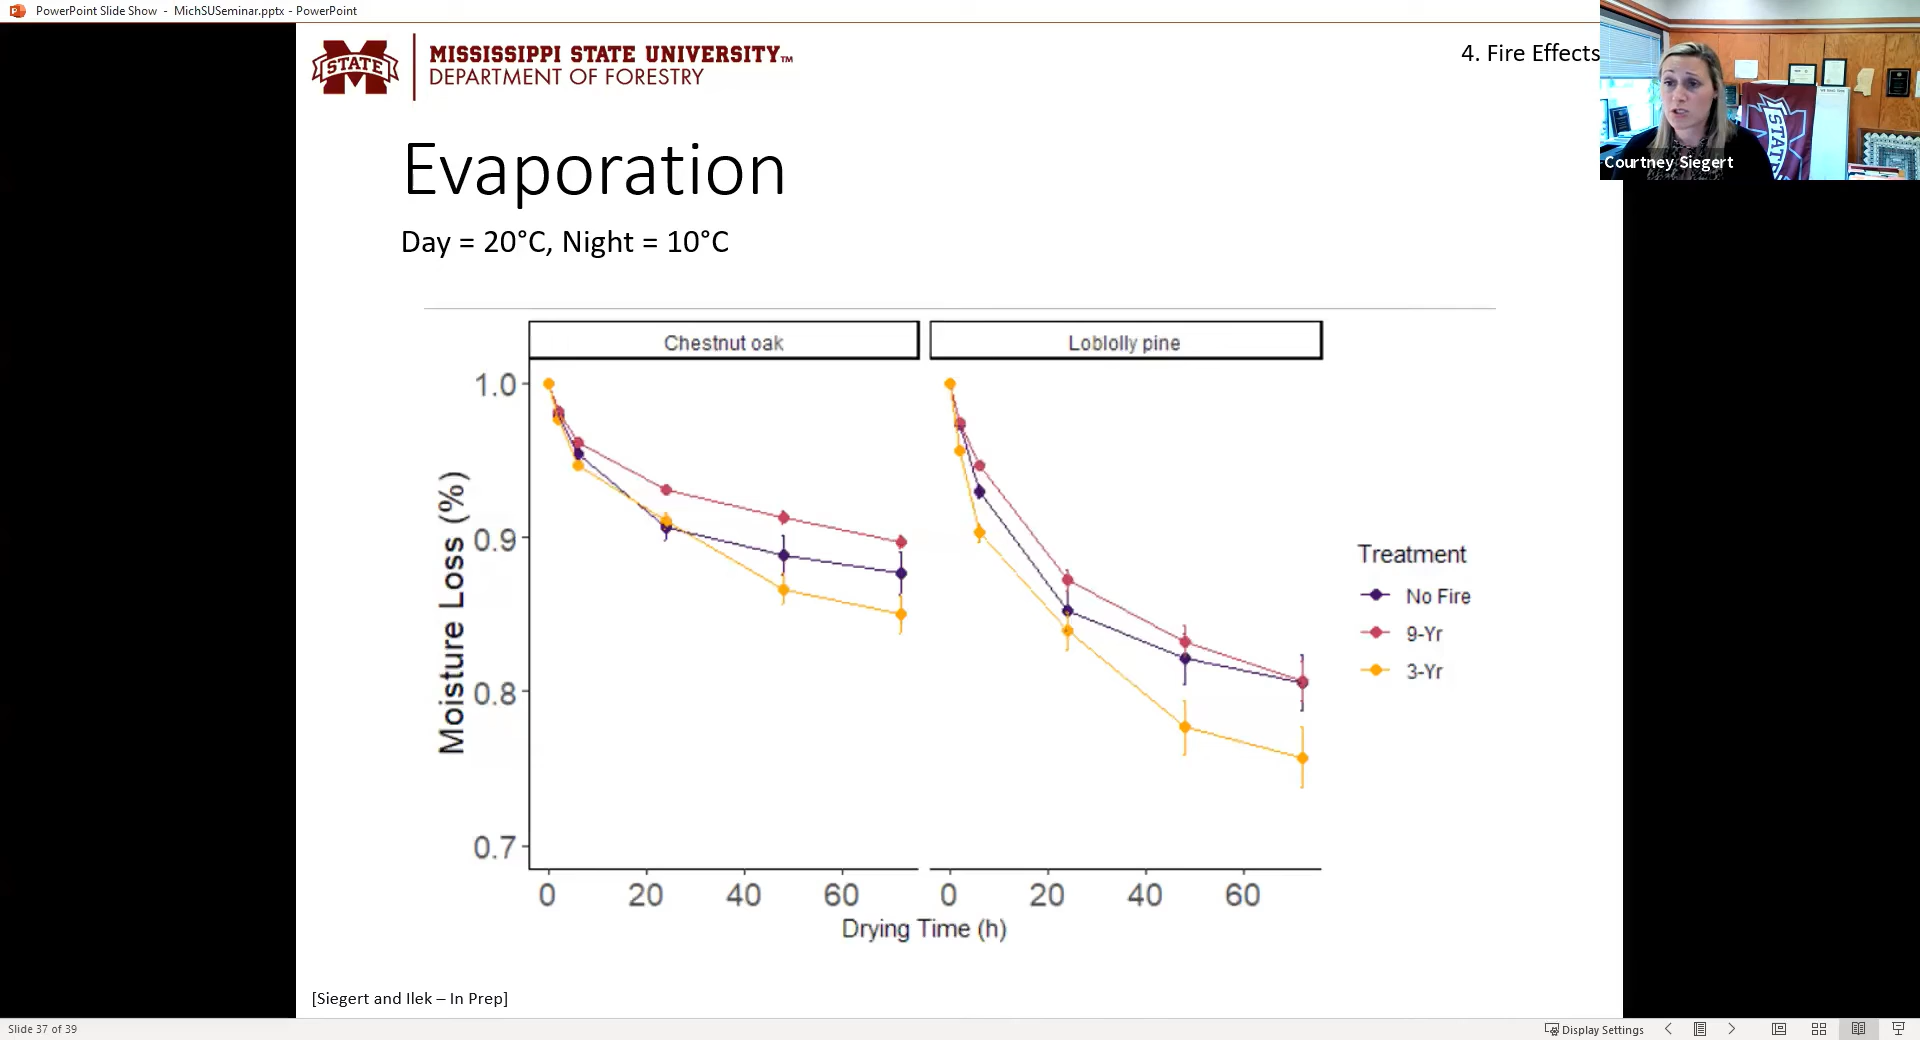 PowerPoint Slide Show - MichSUSeminar.pptx - PowerPoint
STATE
MISSISSIPPI STATE UNIVERSITY™
DEPARTMENT OF FORESTRY
4. Fire Effects
STATE
Courtney Siegert
Evaporation
Day = 20°C, Night = 10°C
Chestnut oak
Loblolly pine
1.0
0.9
0.8
0.7
Moisture Loss (%)
0 20 40 60
0 20 40 60
Drying Time (h)
Treatment
No Fire
9-Yr
3-Yr
[Siegert and Ilek – In Prep]
Slide 37 of 39
Display Settings